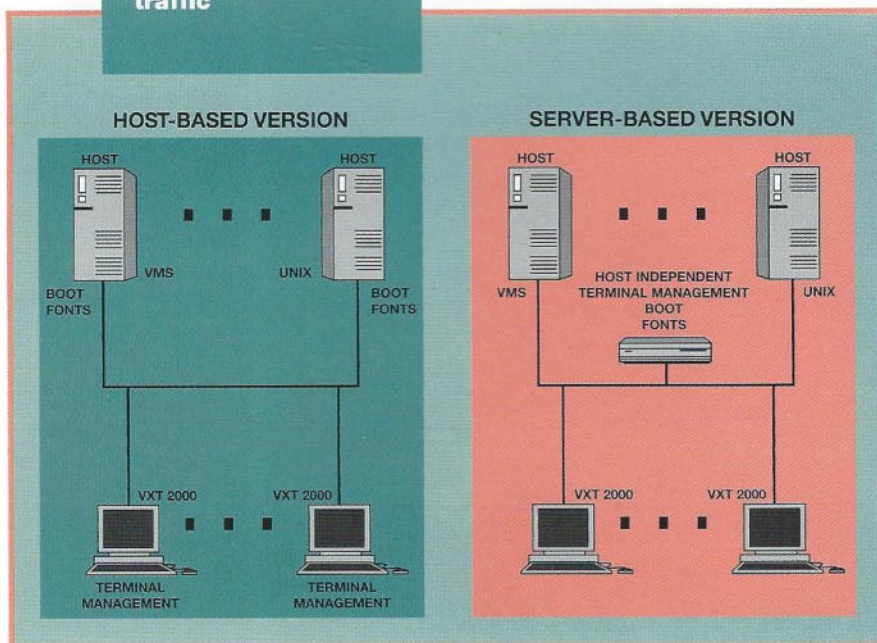 traffic
HOST-BASED VERSION
HOST
HOST
VMS
UNIX
BOOT
FONTS
BOOT
FONTS
VXT 2000
VXT 2000
TERMINAL
MANAGEMENT
TERMINAL
MANAGEMENT
SERVER-BASED VERSION
HOST
HOST
HOST INDEPENDENT
TERMINAL MANAGEMENT
BOOT
FONTS
VMS
UNIX
VXT 2000
VXT 2000